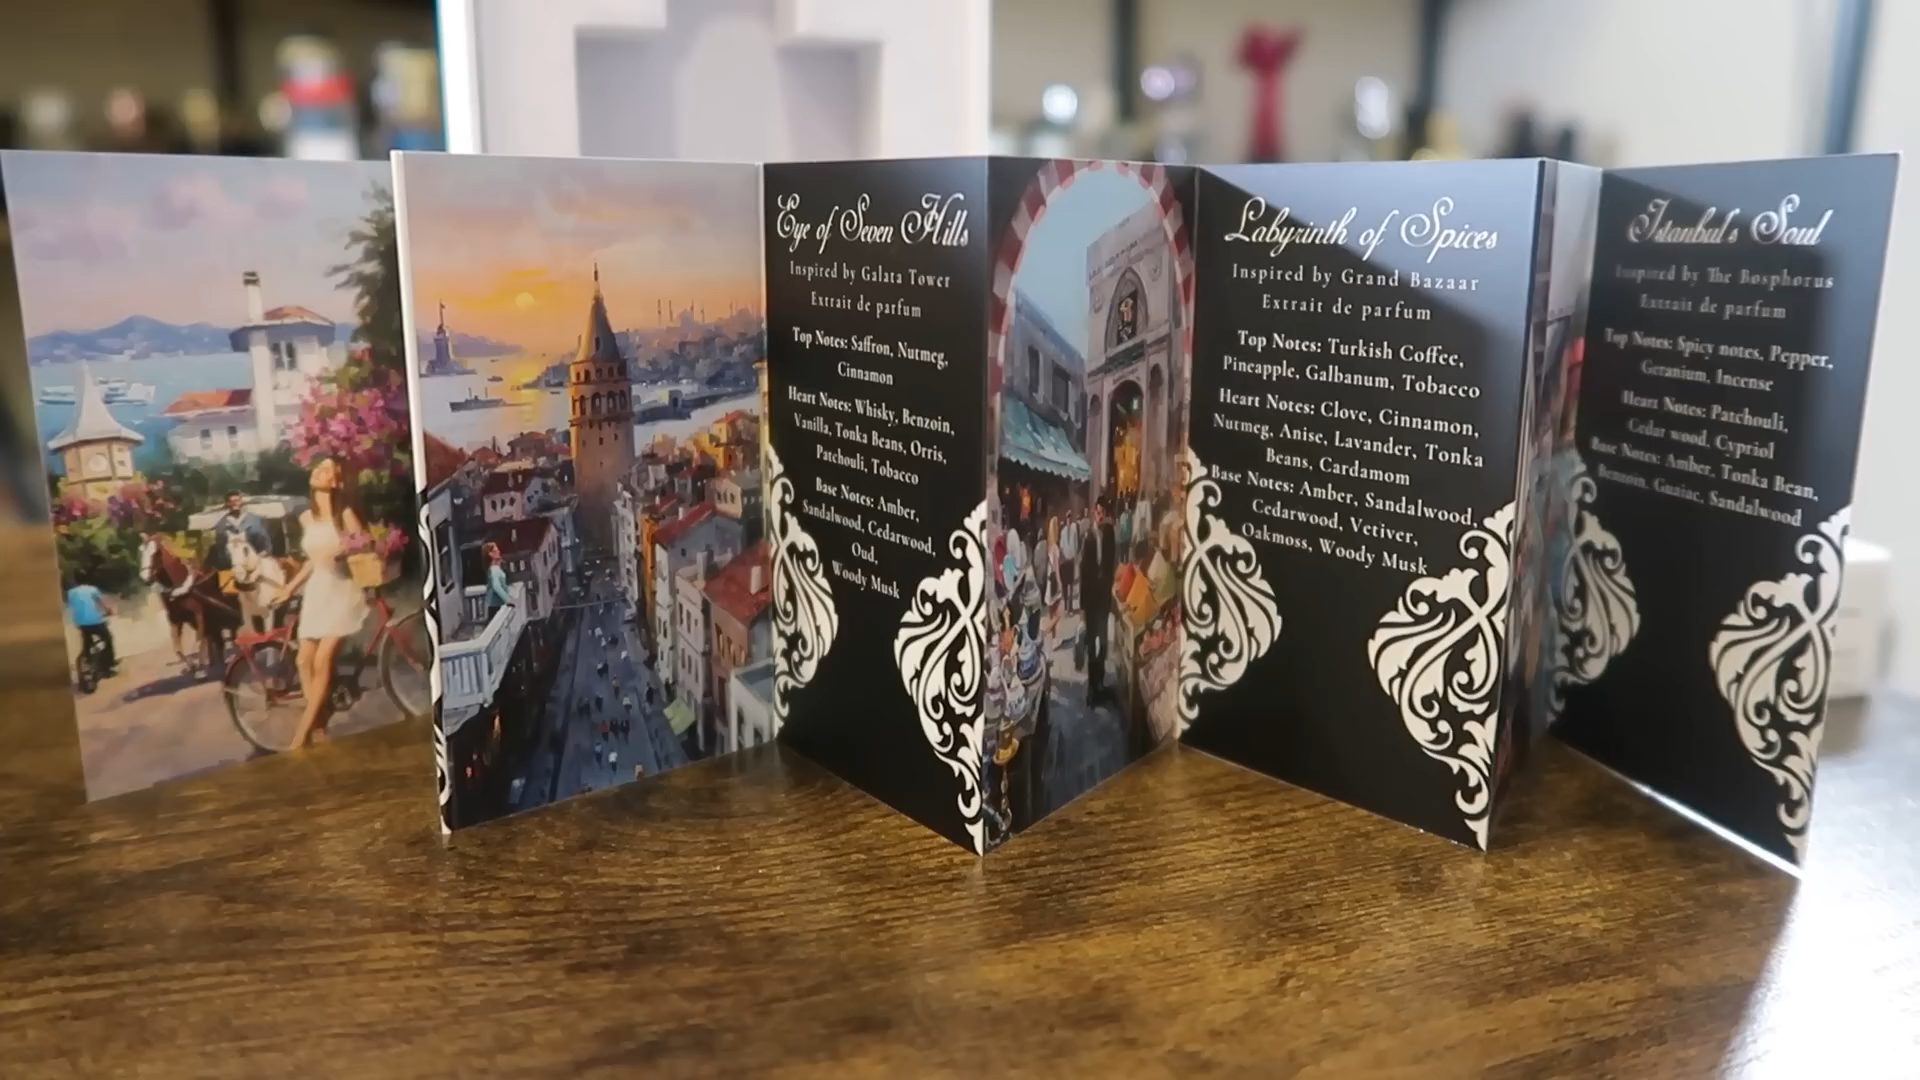 Eye of Seven Hills
Inspired by Galata Tower
Extrait de parfum
Top Notes: Saffron, Nutmeg,
Cinnamon
Heart Notes: Whisky, Benzoin,
Vanilla, Tonka Beans, Orris,
Patchouli, Tobacco
Base Notes: Amber,
Sandalwood, Cedarwood,
Oud,
Woody Musk
Labyrinth of Spices
Inspired by Grand Bazaar
Extrait de parfum
Top Notes: Turkish Coffee,
Pineapple, Galbanum, Tobacco
Heart Notes: Clove, Cinnamon,
Nutmeg, Anise, Lavander, Tonka
Beans, Cardamom
Base Notes: Amber, Sandalwood,
Cedarwood, Vetiver,
Oakmoss, Woody Musk
Istanbul's Soul
Inspired by The Bosphorus
Extrait de parfum
Top Notes: Spicy notes, Pepper,
Geranium, Incense
Heart Notes: Patchouli,
Cedar wood, Cypriol
Base Notes: Amber, Tonka Bean,
Benzoin, Guaiac, Sandalwood